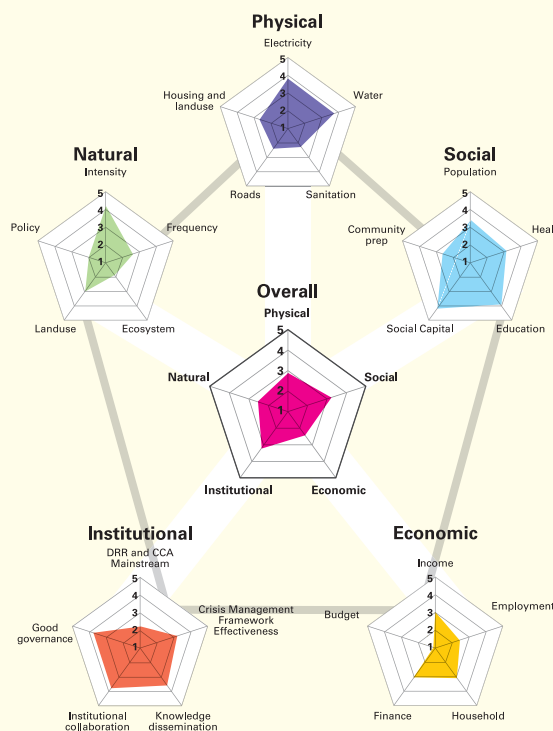 Physical
Electricity
5
4
3
2
1
Housing and
landuse
Water
Roads
Sanitation
Natural
Intensity
5
4
3
2
1
Policy
Frequency
Landuse
Ecosystem
Social
Population
5
4
3
2
1
Community
prep
Heal
Social Capital
Education
Overall
Physical
5
4
3
2
1
Natural
Social
Institutional
Economic
Institutional
DRR and CCA
Mainstream
5
4
3
2
1
Good
governance
Crisis Management
Framework
Effectiveness
Institutional
collaboration
Knowledge
dissemination
Economic
Income
5
4
3
2
1
Budget
Employment
Finance
Household